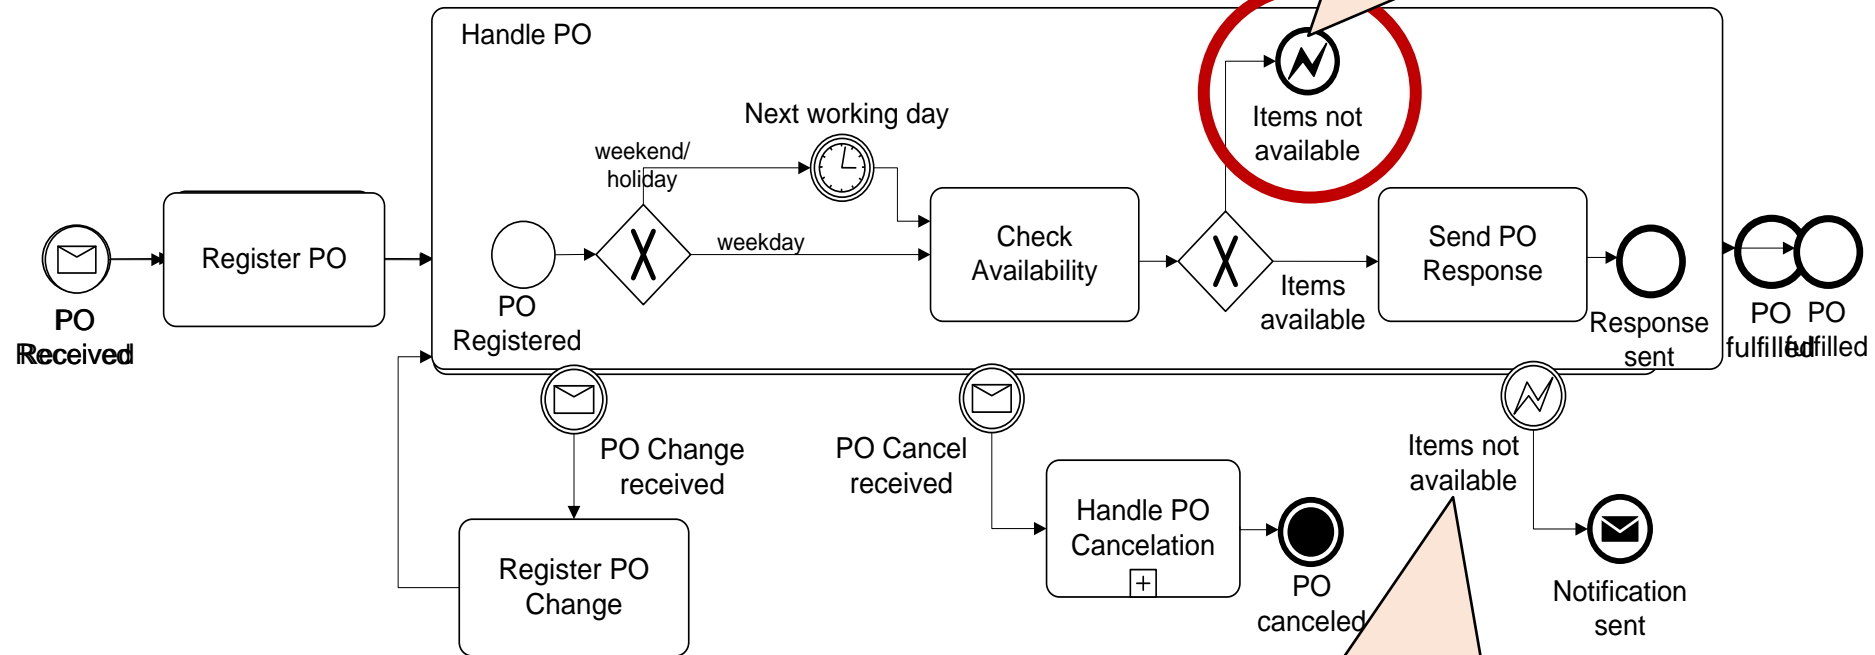 Handle PO
Items not
available
Next working day
weekend/
holiday
weekday
PO
Received
Register PO
PO
Registered
Check
Availability
Items
available
Send PO
Response
Response
sent
PO
fulfilled
PO
fulfilled
PO Change
received
PO Cancel
received
Items not
available
Register PO
Change
Handle PO
Cancelation
PO
canceled
Notification
sent